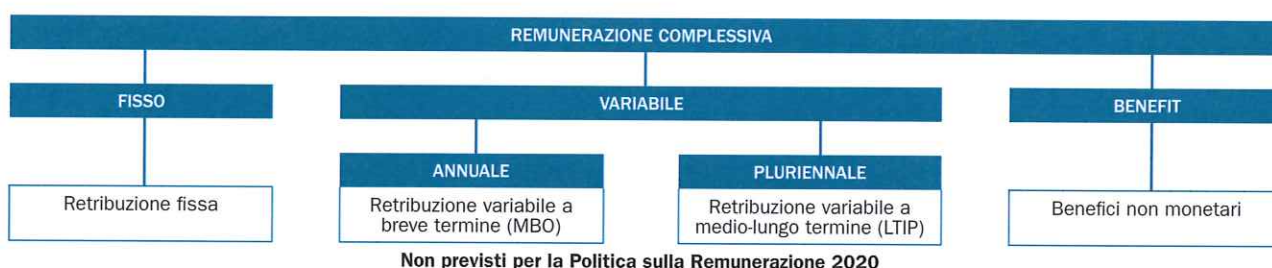 REMUNERAZIONE COMPLESSIVA
FISSO
VARIABILE
BENEFIT
ANNUALE
PLURIENNALE
Retribuzione fissa
Retribuzione variabile a
breve termine (MBO)
Retribuzione variabile a
medio-lungo termine (LTIP)
Benefici non monetari
Non previsti per la Politica sulla Remunerazione 2020